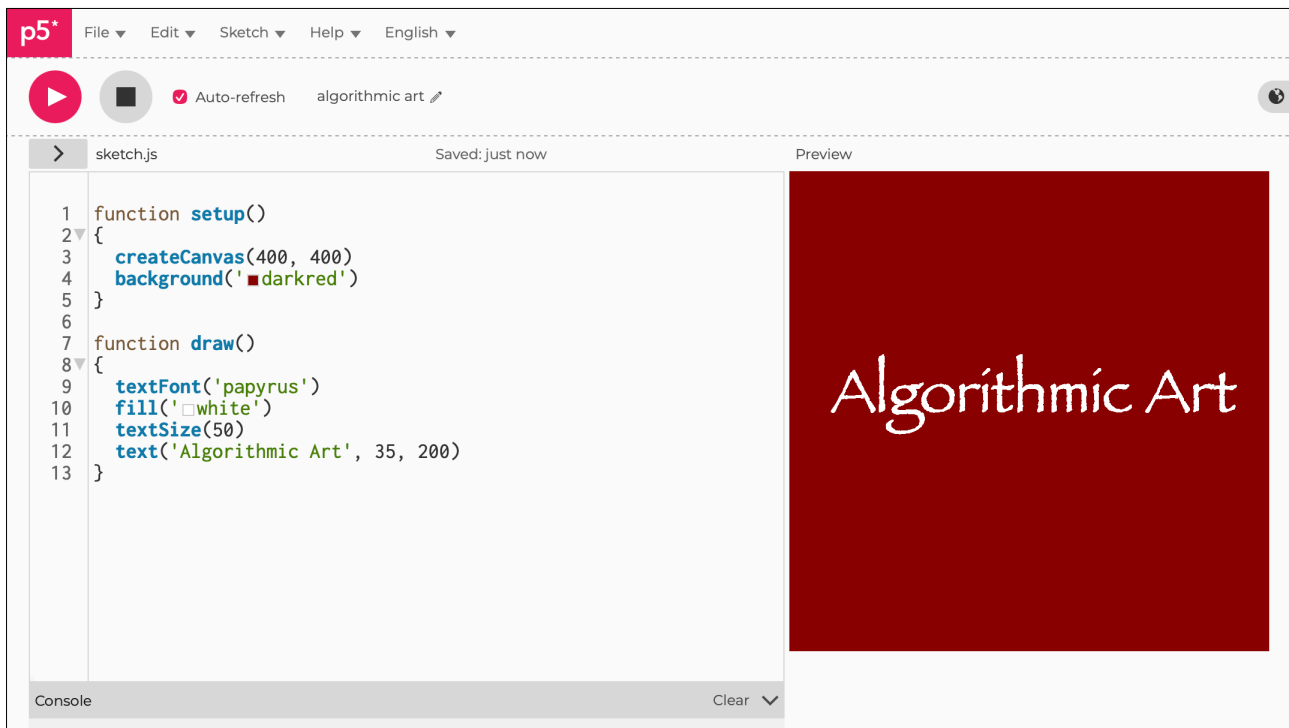 p5* File Edit Sketch Help English
Auto-refresh algorithmic art
sketch.js Saved: just now Preview
1 function setup()
2 {
3   createCanvas(400, 400)
4   background('darkred')
5 }
6
7 function draw()
8 {
9   textFont('papyrus')
10   fill('white')
11   textSize(50)
12   text('Algorithmic Art', 35, 200)
13 }
Algorithmic Art
Console Clear